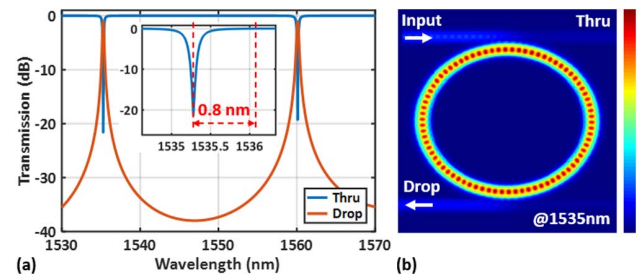 0
-10
-20
-30
-40
Transmission (dB)
1530
1540
1550
1560
1570
Wavelength (nm)
0
-10
-20
1535
1535.5
1536
0.8 nm
Thru
Drop
(a)
Input
Thru
Drop
@1535nm
(b)